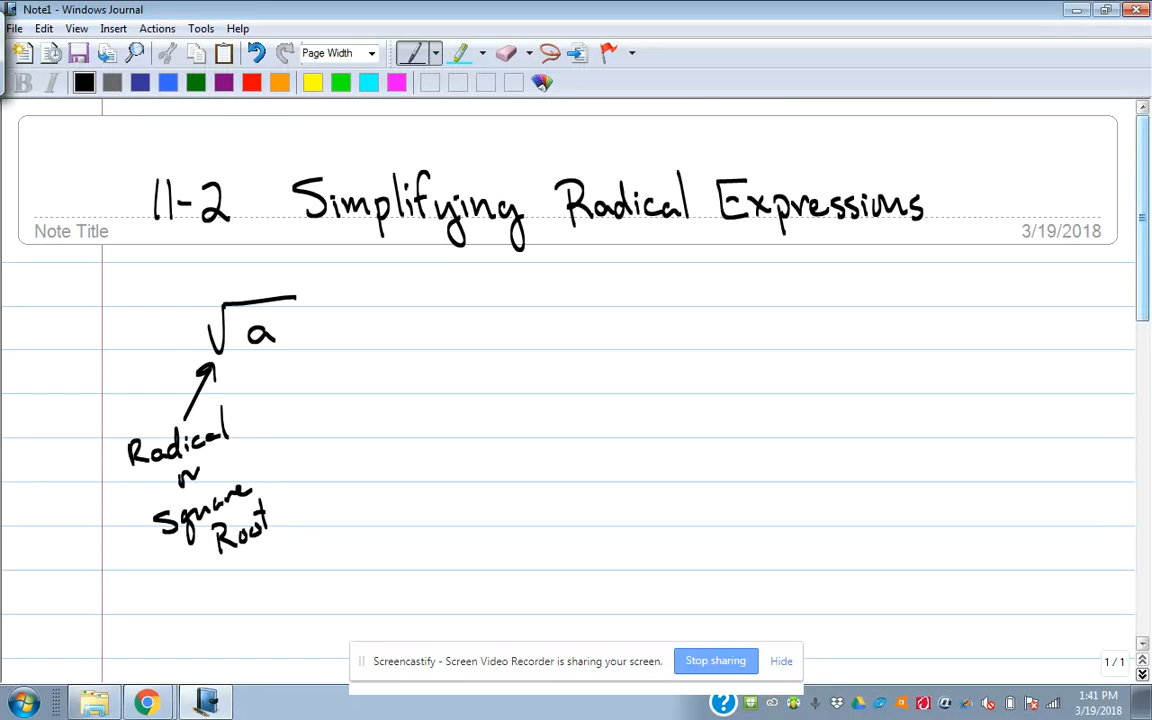 Note1 - Windows Journal
File Edit View Insert Actions Tools Help
Page Width
B I
11-2 Simplifying Radical Expressions
Note Title 3/19/2018
√a
Radical
or
Square
Root
Screencastify - Screen Video Recorder is sharing your screen. Stop sharing Hide
1 / 1
1:41 PM
3/19/2018